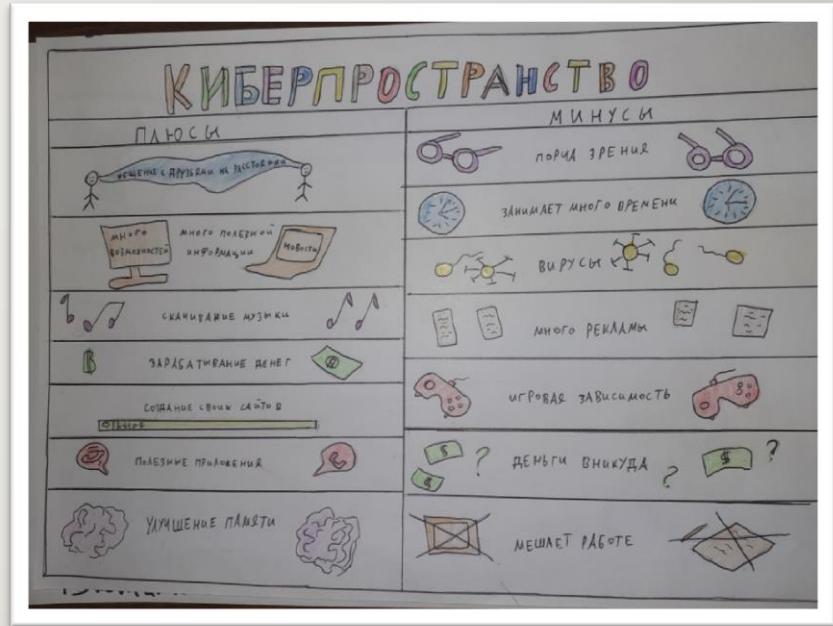 КИБЕРПРОСТРАНСТВО
ПЛЮСЫ
ОБЩЕНИЕ С ДРУЗЬЯМИ НА РАССТОЯНИИ
МНОГО
ВОЗМОЖНОСТЕЙ
МНОГО ПОЛЕЗНОЙ
ИНФОРМАЦИИ
НОВОСТИ
СКАЧИВАНИЕ МУЗЫКИ
ЗАРАБАТЫВАНИЕ ДЕНЕГ
СОЗДАНИЕ СВОИХ САЙТОВ
ПОЛЕЗНЫЕ ПРИЛОЖЕНИЯ
УЛУЧШЕНИЕ ПАМЯТИ
МИНУСЫ
ПОРЧА ЗРЕНИЯ
ЗАНИМАЕТ МНОГО ВРЕМЕНИ
ВИРУСЫ
МНОГО РЕКЛАМЫ
ИГРОВАЯ ЗАВИСИМОСТЬ
$ ? ДЕНЬГИ ВНИКУДА ? $ ?
МЕШАЕТ РАБОТЕ